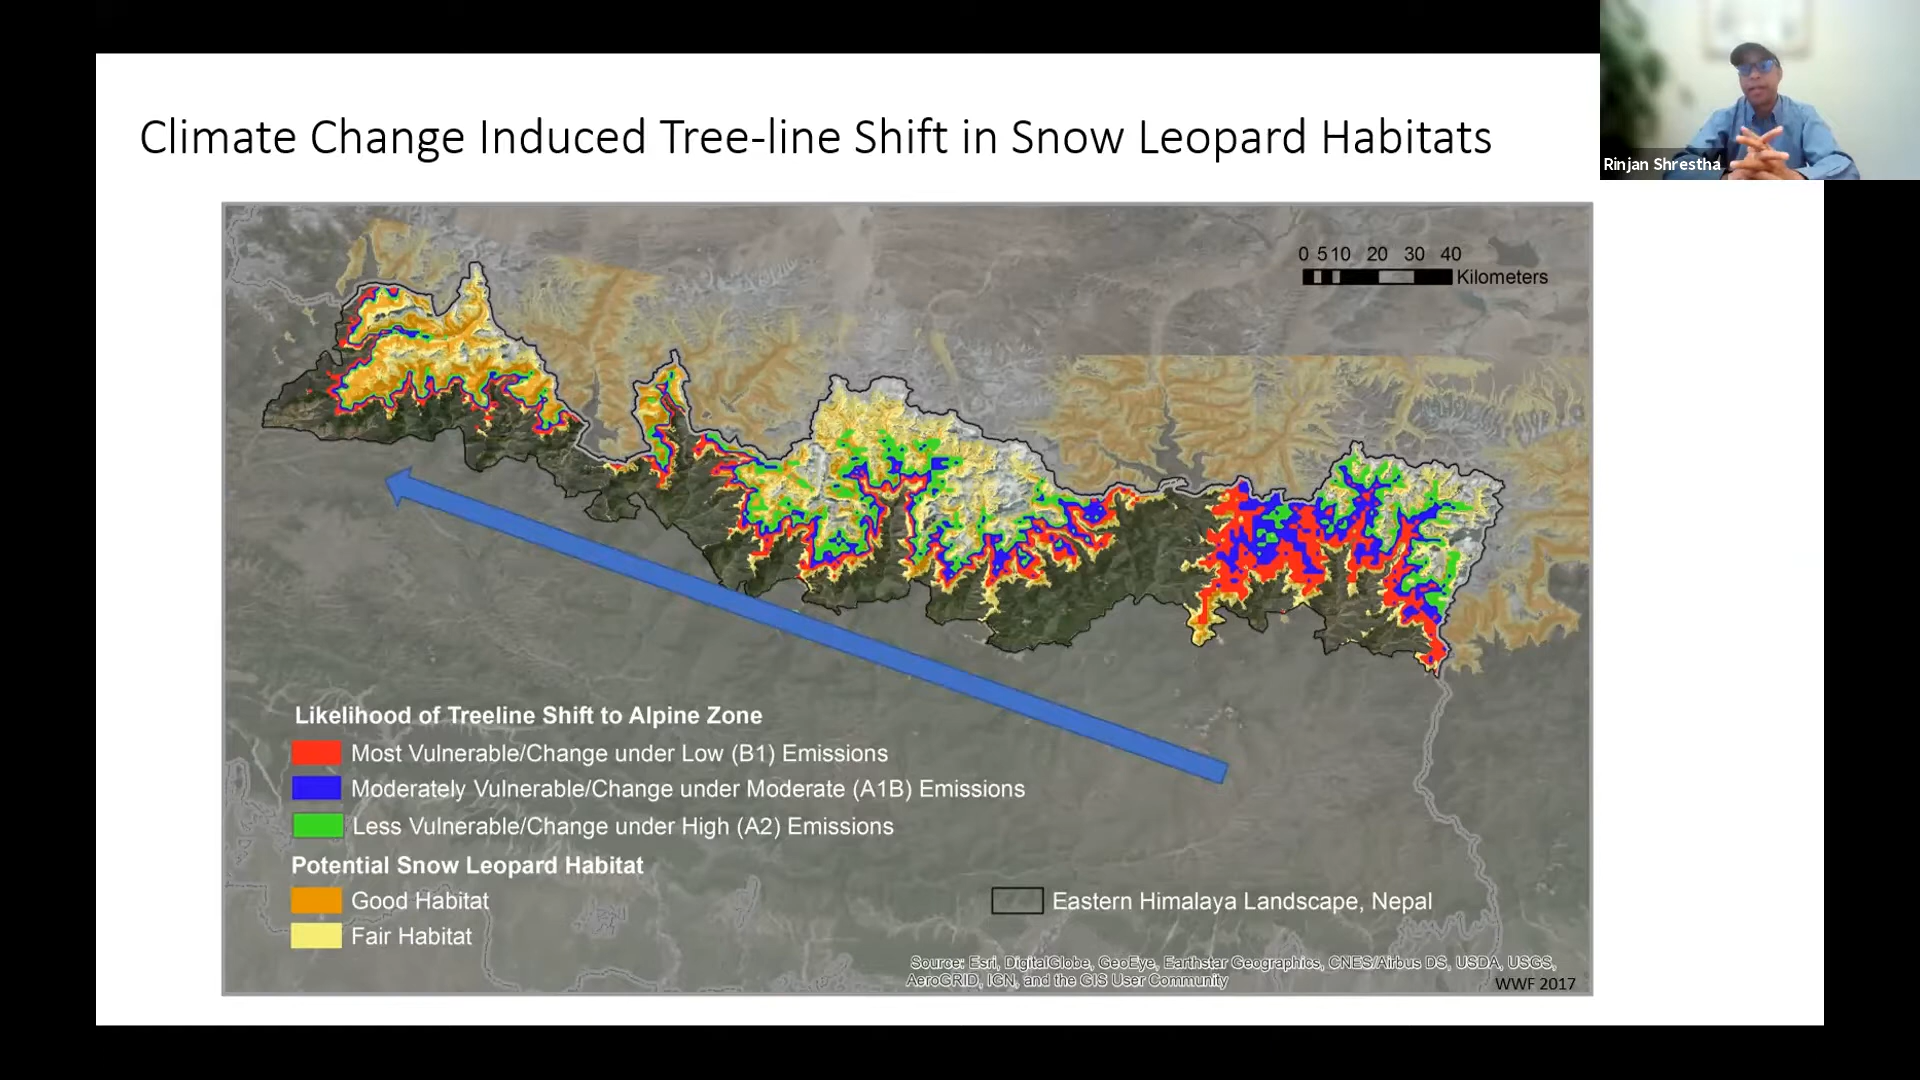 Climate Change Induced Tree-line Shift in Snow Leopard Habitats
Rinjan Shrestha
0 5 10 20 30 40
Kilometers
Likelihood of Treeline Shift to Alpine Zone
Most Vulnerable/Change under Low (B1) Emissions
Moderately Vulnerable/Change under Moderate (A1B) Emissions
Less Vulnerable/Change under High (A2) Emissions
Potential Snow Leopard Habitat
Good Habitat
Fair Habitat
Eastern Himalaya Landscape, Nepal
Source: Esri, DigitalGlobe, GeoEye, Earthstar Geographics, CNES/Airbus DS, USDA, USGS,
AeroGRID, IGN, and the GIS User Community
WWF 2017